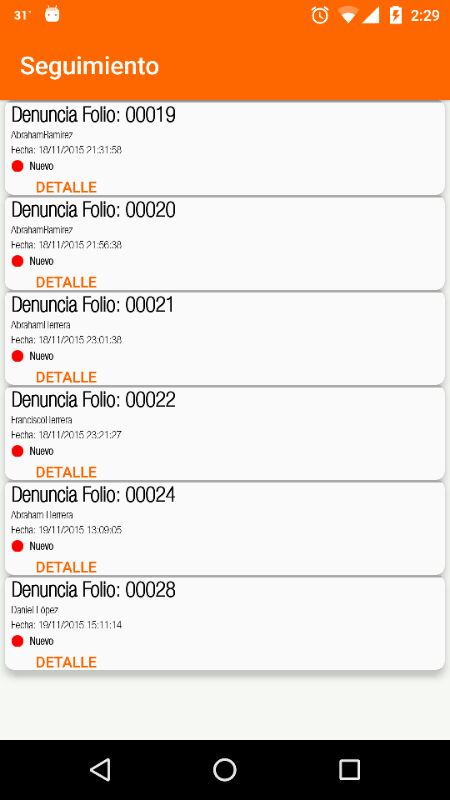 31°
2:29
Seguimiento
Denuncia Folio: 00019
AbrahamRamirez
Fecha: 18/11/2015 21:31:58
Nuevo
DETALLE
Denuncia Folio: 00020
AbrahamRamirez
Fecha: 18/11/2015 21:56:38
Nuevo
DETALLE
Denuncia Folio: 00021
AbrahamHerrera
Fecha: 18/11/2015 23:01:38
Nuevo
DETALLE
Denuncia Folio: 00022
FranciscoHerrera
Fecha: 18/11/2015 23:21:27
Nuevo
DETALLE
Denuncia Folio: 00024
Abraham Herrera
Fecha: 19/11/2015 13:09:05
Nuevo
DETALLE
Denuncia Folio: 00028
Daniel López
Fecha: 19/11/2015 15:11:14
Nuevo
DETALLE